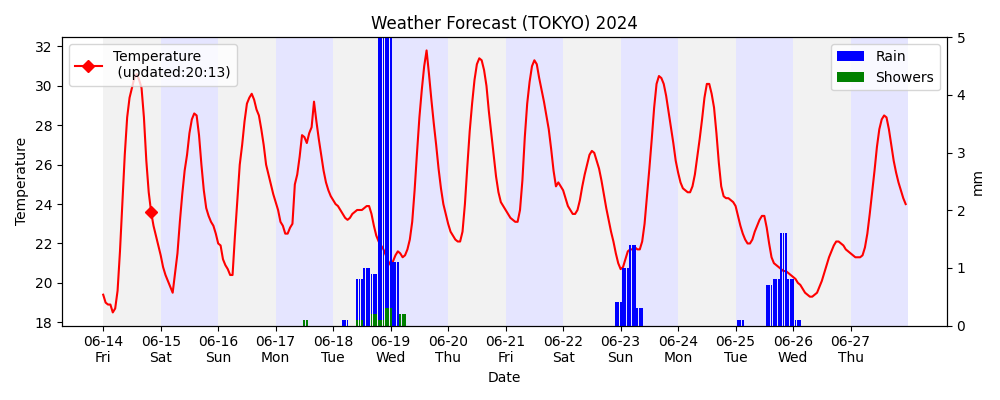 Weather Forecast (TOKYO) 2024
Temperature
(updated:20:13)
Rain
Showers
32
30
28
26
24
22
20
18
Temperature
5
4
3
2
1
0
mm
06-14 06-15 06-16 06-17 06-18 06-19 06-20 06-21 06-22 06-23 06-24 06-25 06-26 06-27
Fri Sat Sun Mon Tue Wed Thu Fri Sat Sun Mon Tue Wed Thu
Date